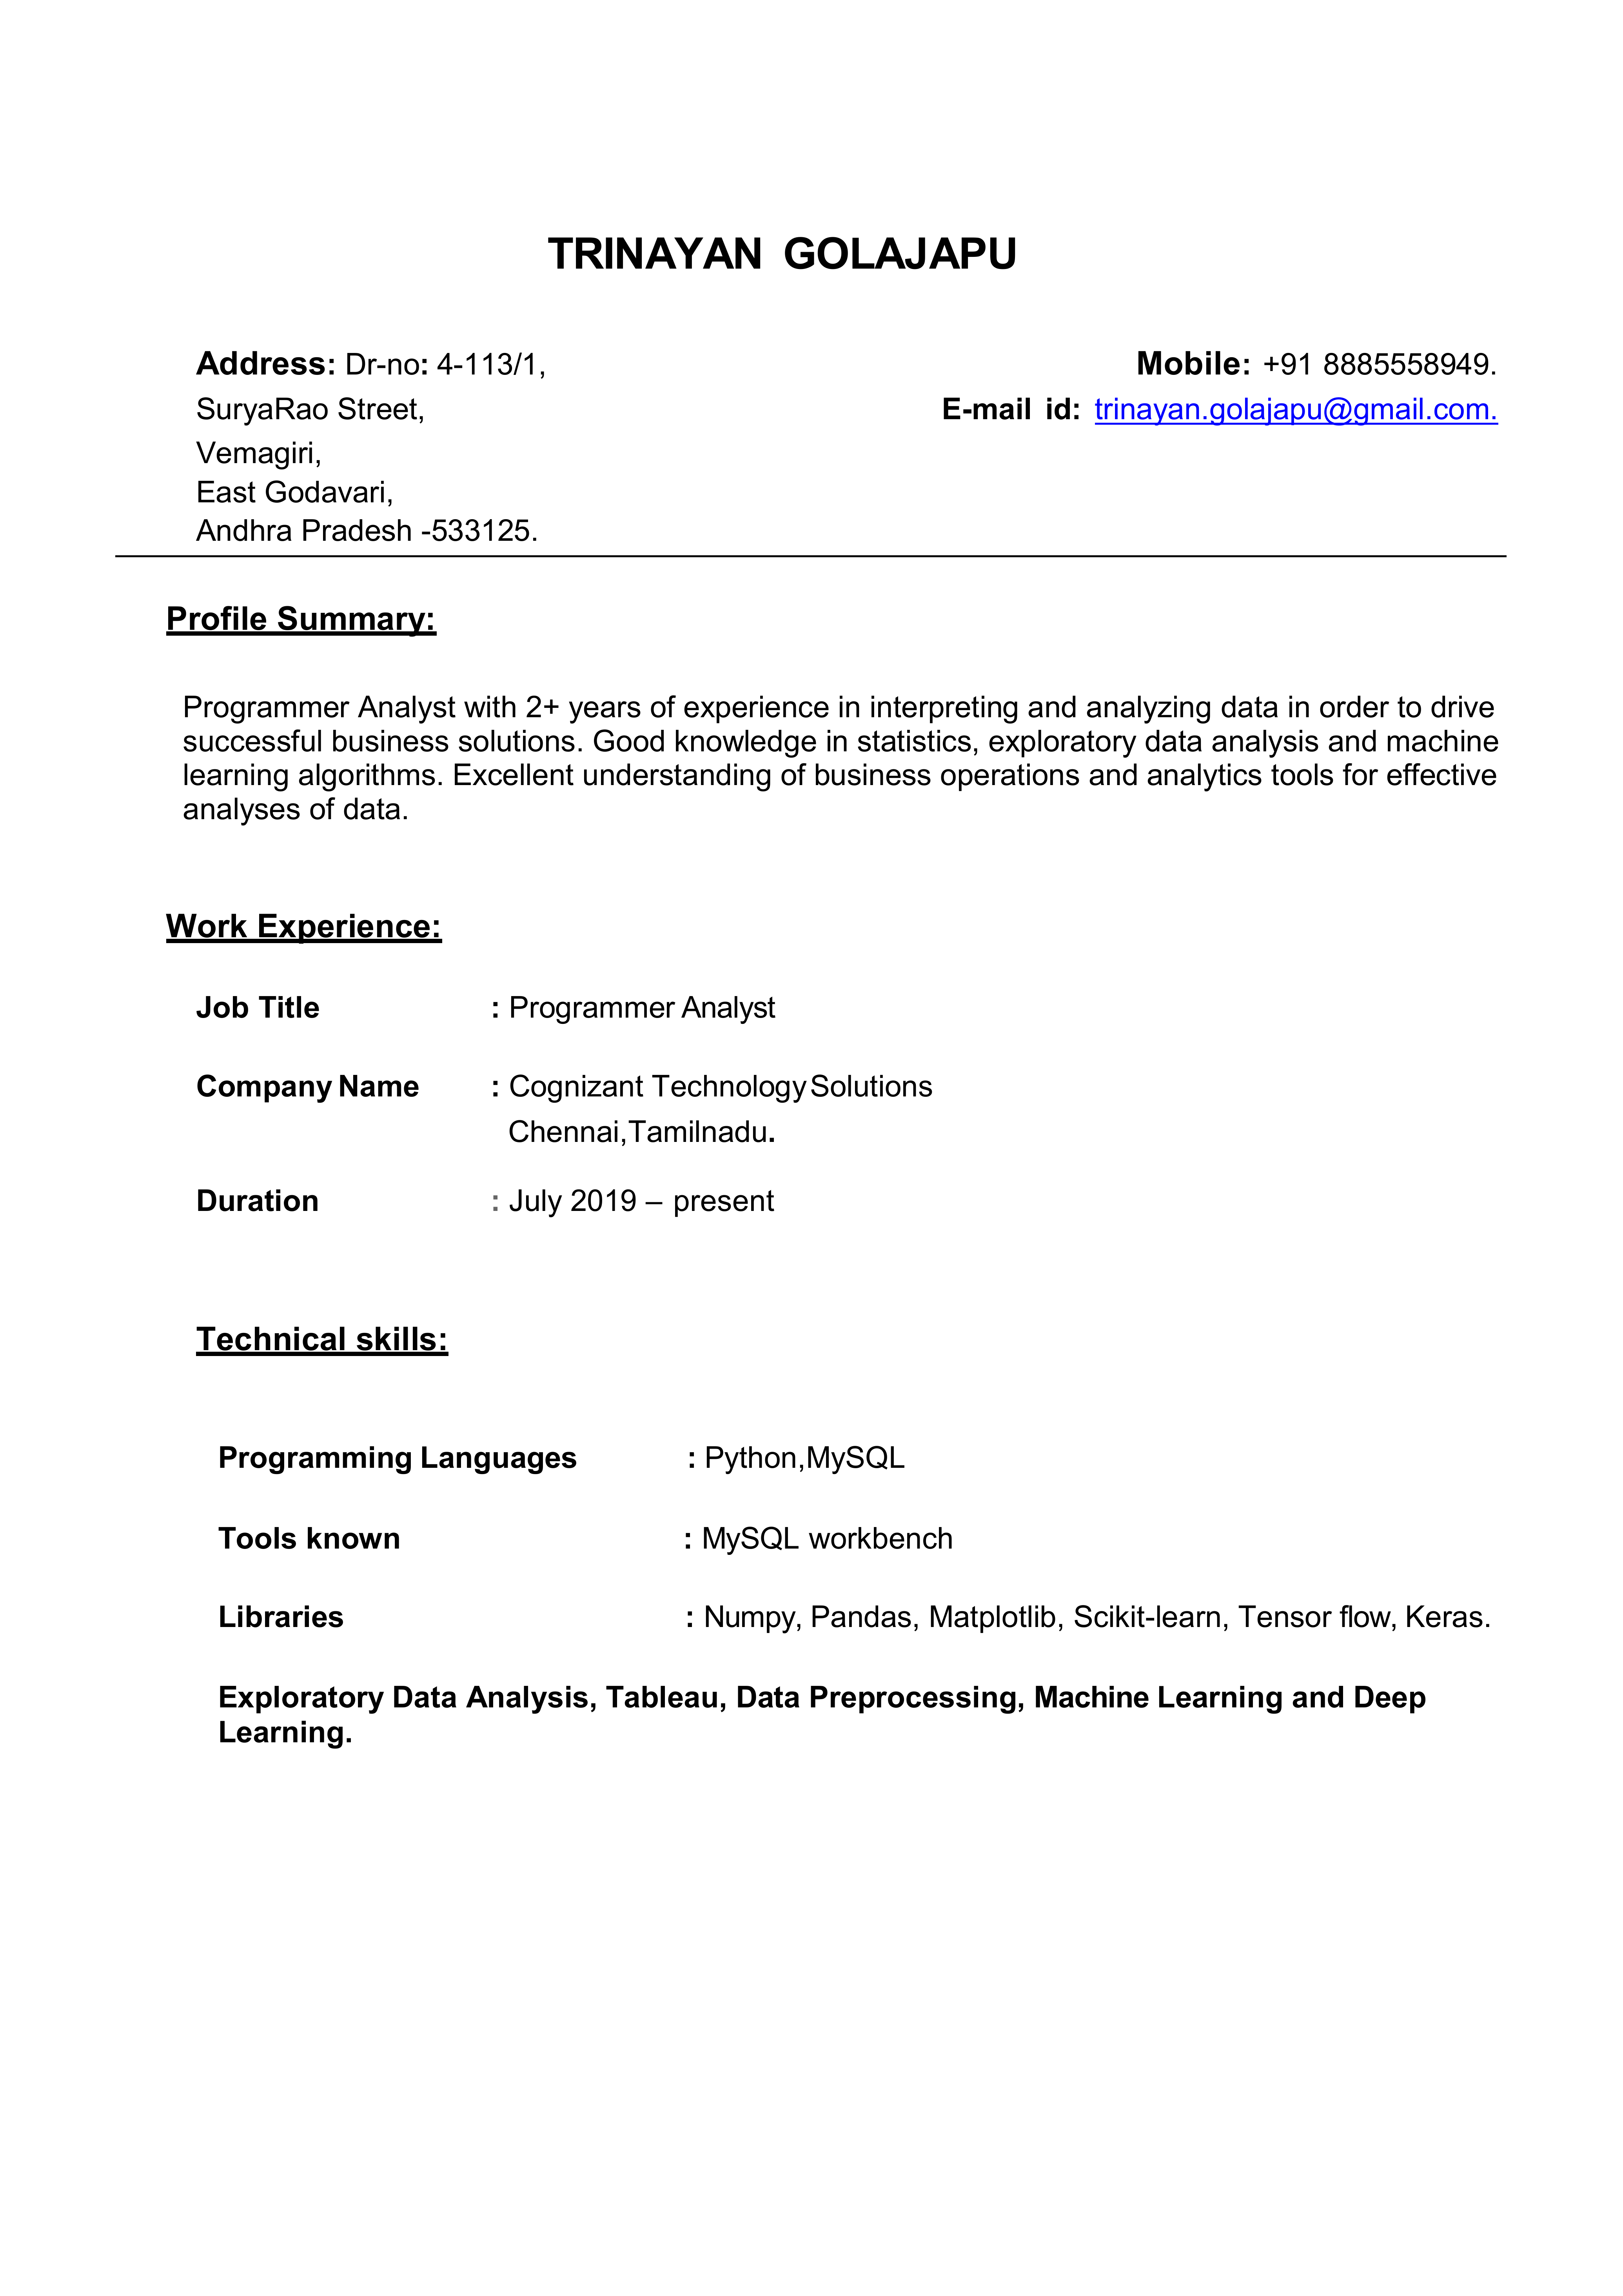 TRINAYAN GOLAJAPU
Address: Dr-no: 4-113/1,
Mobile: +91 8885558949.
SuryaRao Street,
E-mail id: trinayan.golajapu@gmail.com.
Vemagiri,
East Godavari,
Andhra Pradesh -533125.
Profile Summary:
Programmer Analyst with 2+ years of experience in interpreting and analyzing data in order to drive
successful business solutions. Good knowledge in statistics, exploratory data analysis and machine
learning algorithms. Excellent understanding of business operations and analytics tools for effective
analyses of data.
Work Experience:
Job Title : Programmer Analyst
Company Name : Cognizant Technology Solutions
Chennai,Tamilnadu.
Duration : July 2019 – present
Technical skills:
Programming Languages : Python,MySQL
Tools known : MySQL workbench
Libraries : Numpy, Pandas, Matplotlib, Scikit-learn, Tensor flow, Keras.
Exploratory Data Analysis, Tableau, Data Preprocessing, Machine Learning and Deep
Learning.